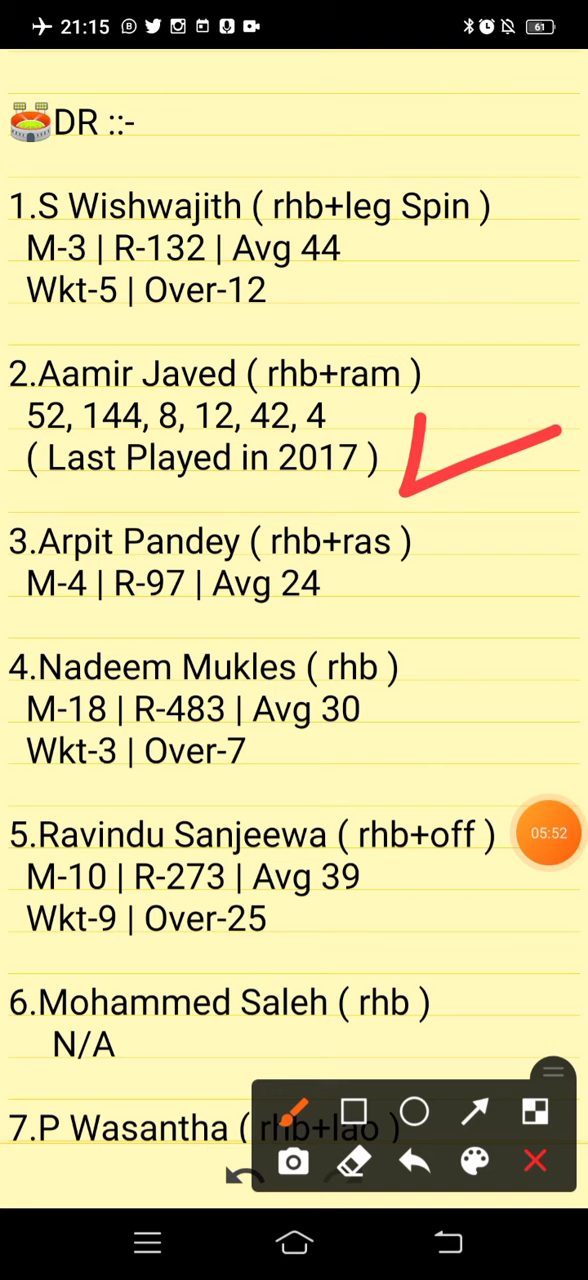 21:15
61
DR ::-
1.S Wishwajith ( rhb+leg Spin )
M-3 | R-132 | Avg 44
Wkt-5 | Over-12
2.Aamir Javed ( rhb+ram )
52, 144, 8, 12, 42, 4
( Last Played in 2017 )
3.Arpit Pandey ( rhb+ras )
M-4 | R-97 | Avg 24
4.Nadeem Mukles ( rhb )
M-18 | R-483 | Avg 30
Wkt-3 | Over-7
5.Ravindu Sanjeewa ( rhb+off )
05:52
M-10 | R-273 | Avg 39
Wkt-9 | Over-25
6.Mohammed Saleh ( rhb )
N/A
7.P Wasantha ( rhb+lao )